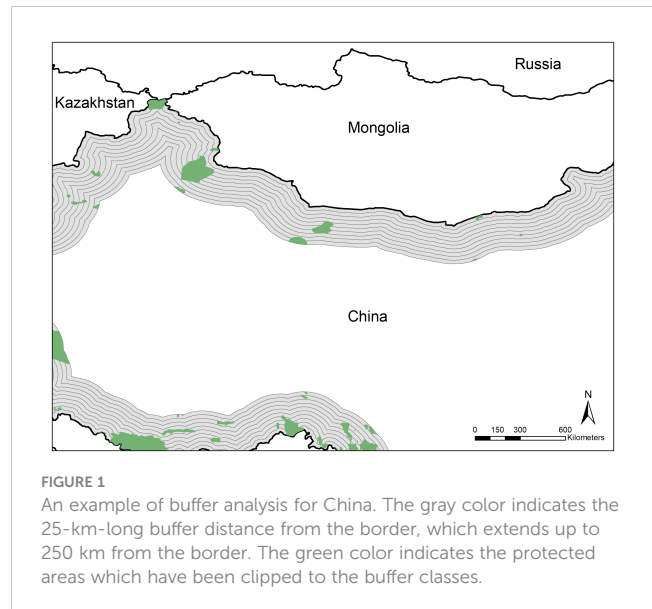 Russia
Kazakhstan
Mongolia
China
N
0 150 300 600
Kilometers
FIGURE 1
An example of buffer analysis for China. The gray color indicates the
25-km-long buffer distance from the border, which extends up to
250 km from the border. The green color indicates the protected
areas which have been clipped to the buffer classes.